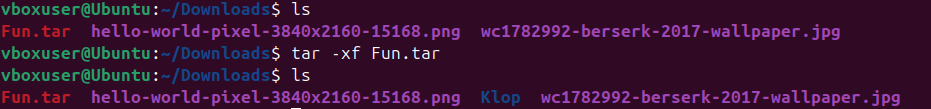 vboxuser@Ubuntu:~/Downloads$ ls
Fun.tar  hello-world-pixel-3840x2160-15168.png  wc1782992-berserk-2017-wallpaper.jpg
vboxuser@Ubuntu:~/Downloads$ tar -xf Fun.tar
vboxuser@Ubuntu:~/Downloads$ ls
Fun.tar  hello-world-pixel-3840x2160-15168.png  Klop  wc1782992-berserk-2017-wallpaper.jpg